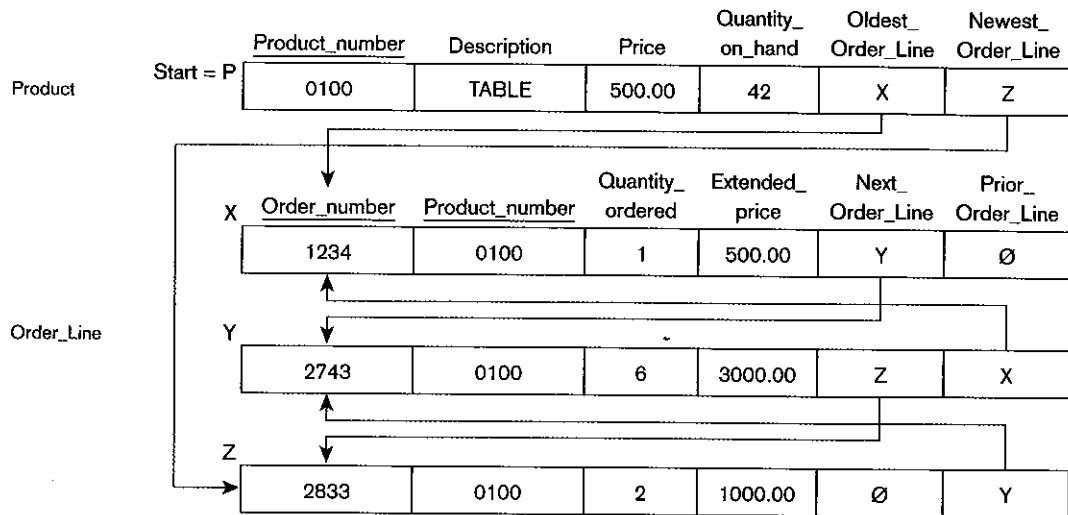 Quantity_ Oldest_ Newest_
Product_number Description Price on_hand Order_Line Order_Line
Product Start = P 0100 TABLE 500.00 42 X Z
Quantity_ Extended_ Next_ Prior_
X Order_number Product_number ordered price Order_Line Order_Line
1234 0100 1 500.00 Y Ø
Order_Line Y
2743 0100 6 3000.00 Z X
Z
2833 0100 2 1000.00 Ø Y